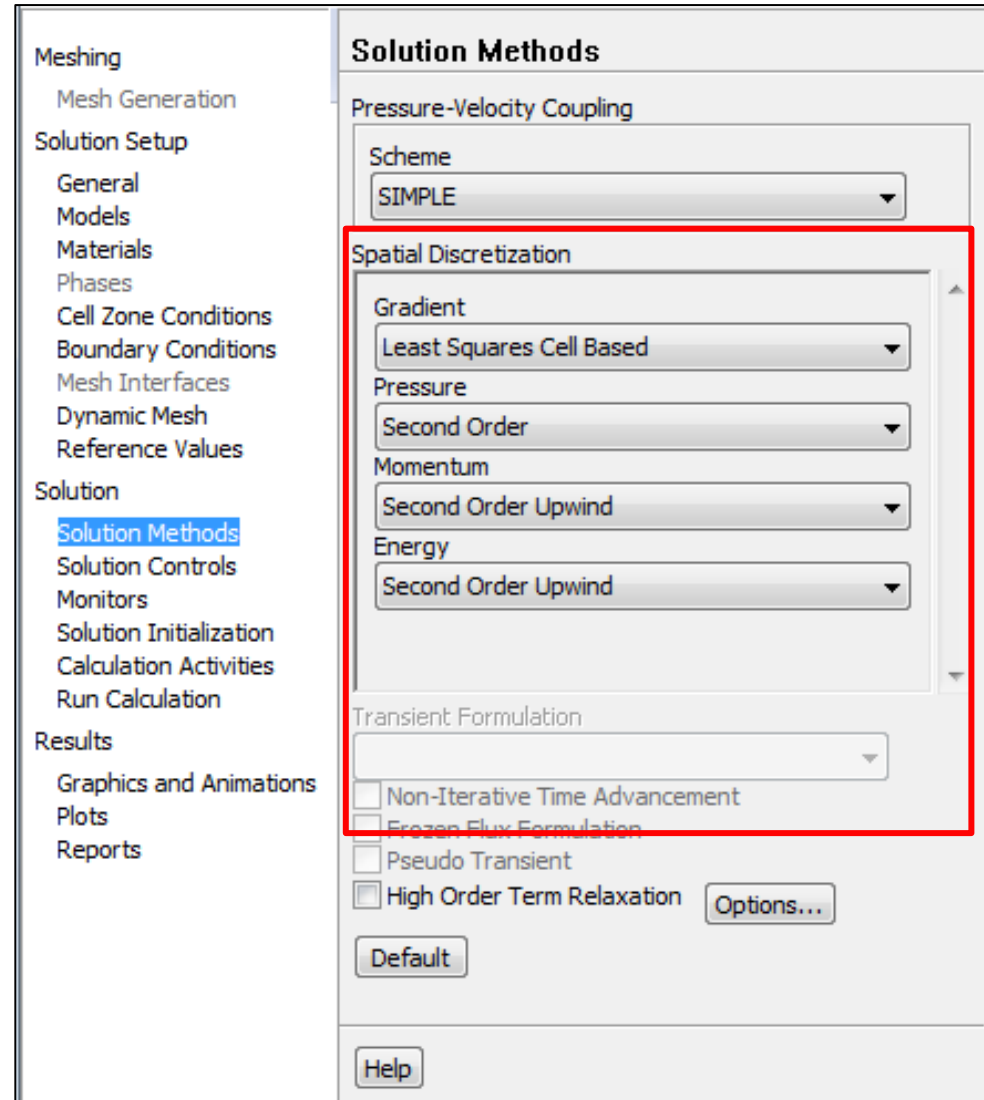 Meshing
Mesh Generation
Solution Setup
General
Models
Materials
Phases
Cell Zone Conditions
Boundary Conditions
Mesh Interfaces
Dynamic Mesh
Reference Values
Solution
Solution Methods
Solution Controls
Monitors
Solution Initialization
Calculation Activities
Run Calculation
Results
Graphics and Animations
Plots
Reports
Solution Methods
Pressure-Velocity Coupling
Scheme
SIMPLE
Spatial Discretization
Gradient
Least Squares Cell Based
Pressure
Second Order
Momentum
Second Order Upwind
Energy
Second Order Upwind
Transient Formulation
Non-Iterative Time Advancement
Frozen Flux Formulation
Pseudo Transient
High Order Term Relaxation
Options...
Default
Help